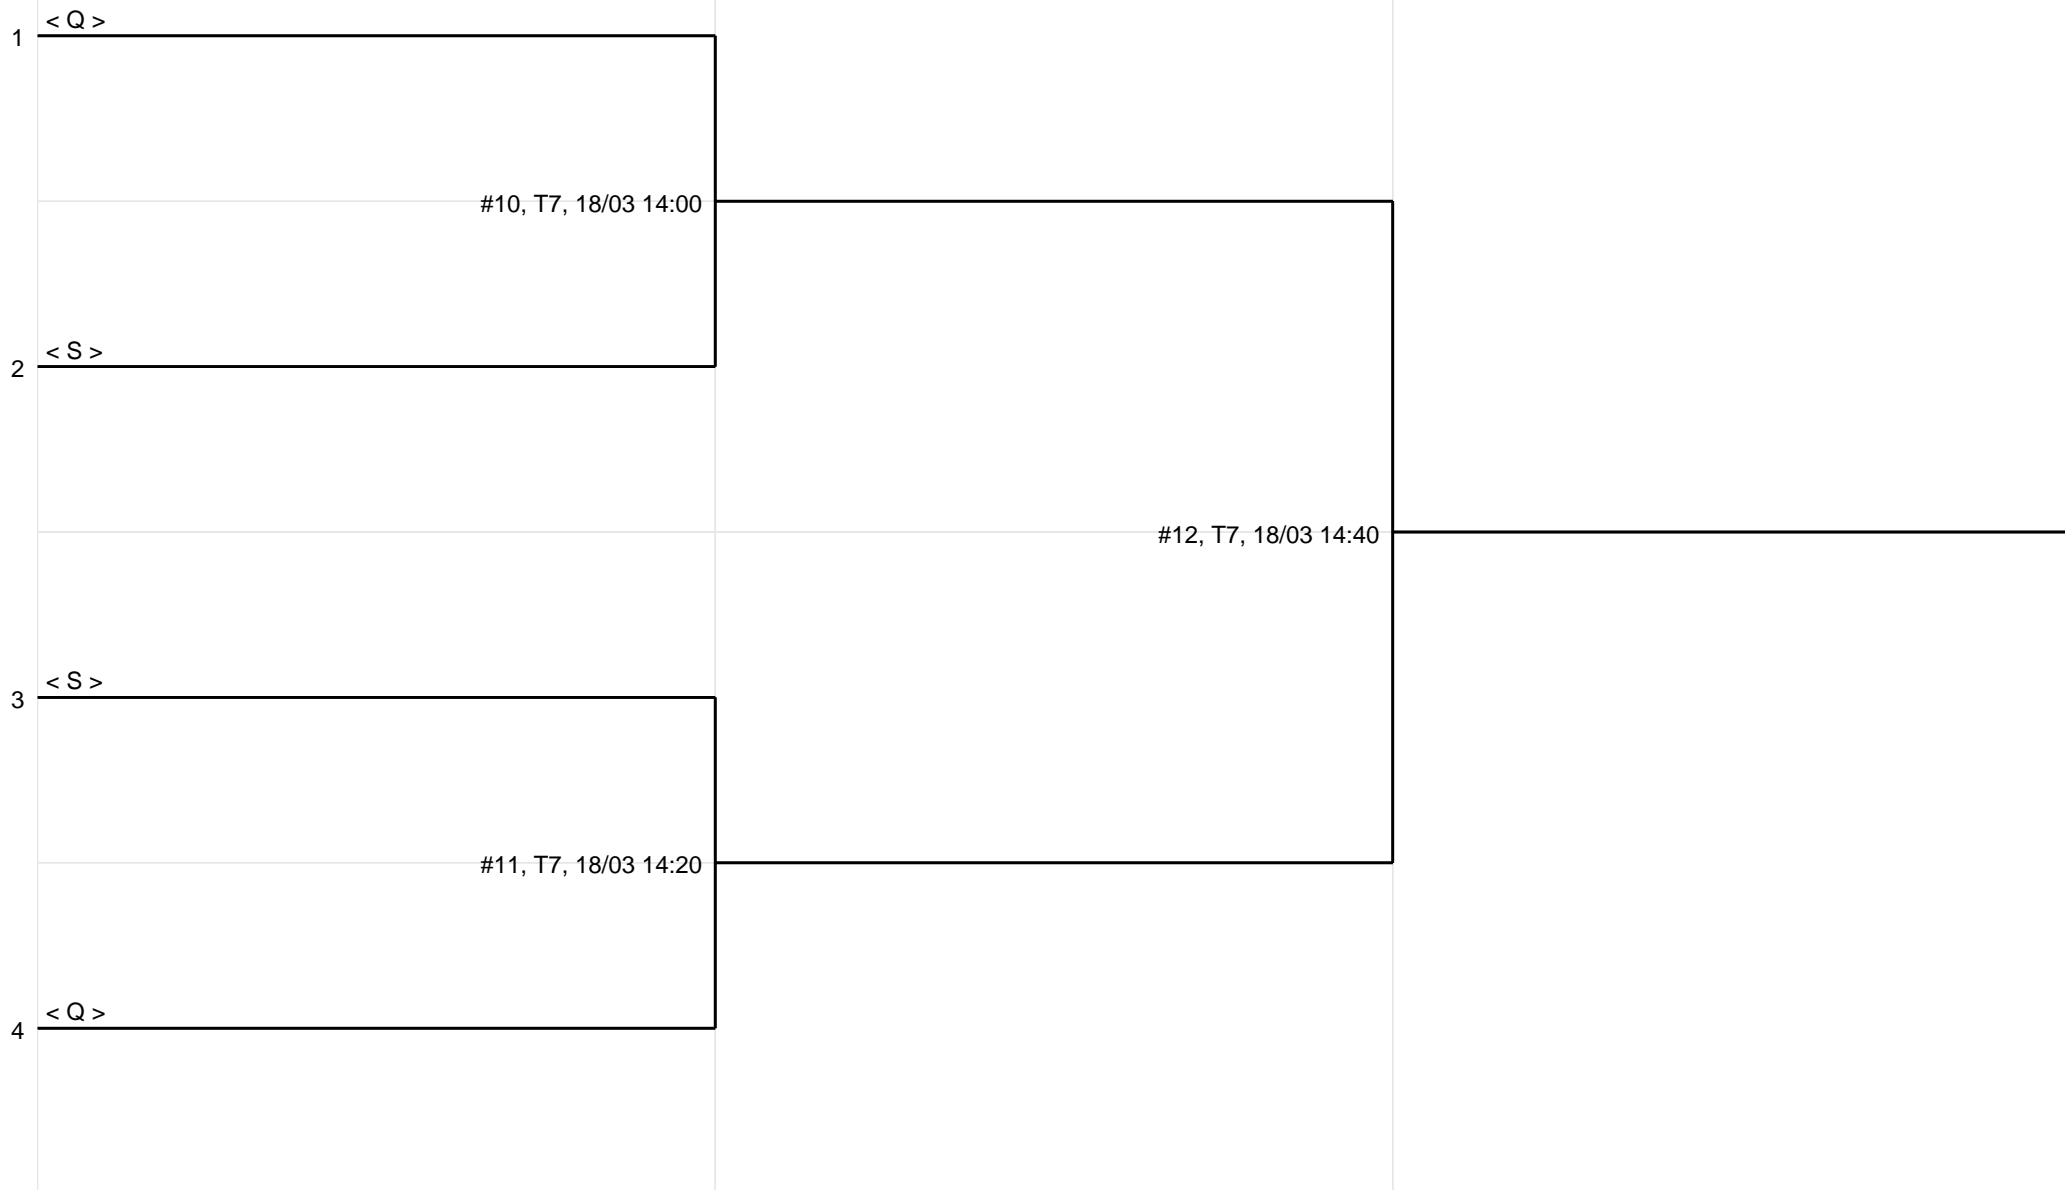 < Q >
1
#10, T7, 18/03 14:00
< S >
2
#12, T7, 18/03 14:40
< S >
3
#11, T7, 18/03 14:20
< Q >
4